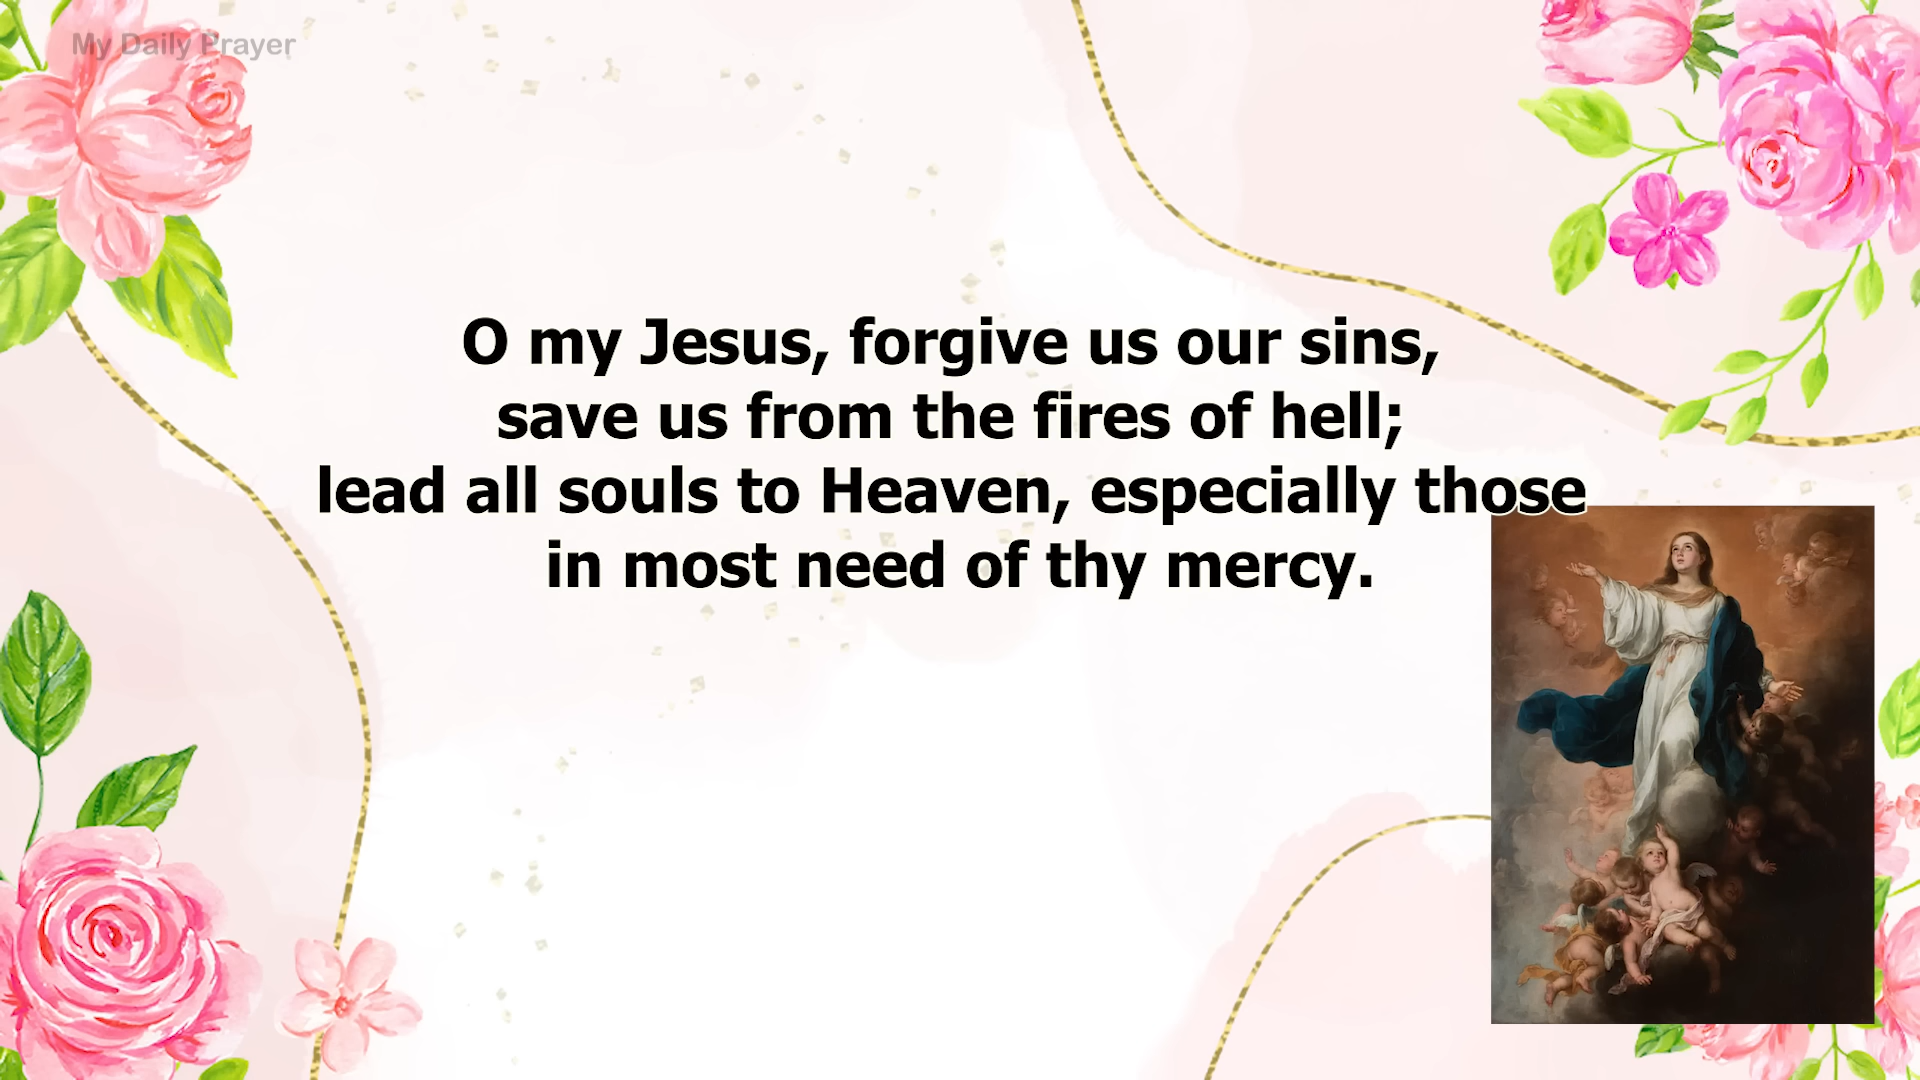 My Daily Prayer
O my Jesus, forgive us our sins,
save us from the fires of hell;
lead all souls to Heaven, especially those
in most need of thy mercy.